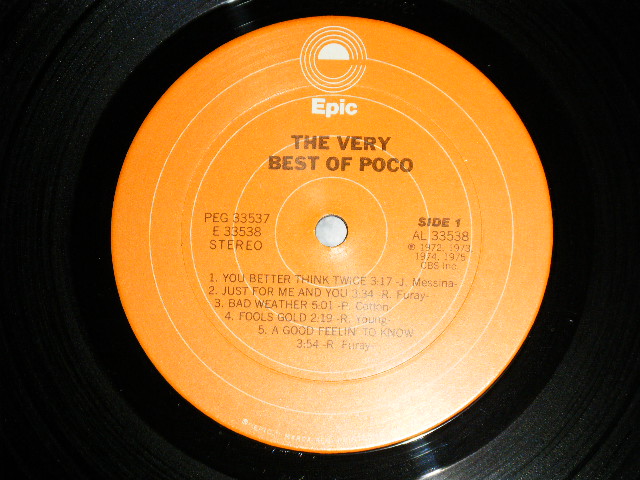 Epic
THE VERY
BEST OF POCO
PEG 33537
E 33538
STEREO
SIDE 1
AL 33538
℗ 1972, 1973
1974, 1975
CBS Inc.
1. YOU BETTER THINK TWICE 3:17 -J. Messina-
2. JUST FOR ME AND YOU 3:34 -R. Furay-
3. BAD WEATHER 5:01 -P. Cotton-
4. FOOLS GOLD 2:19 -R. Young-
5. A GOOD FEELIN' TO KNOW
3:54 -R. Furay-